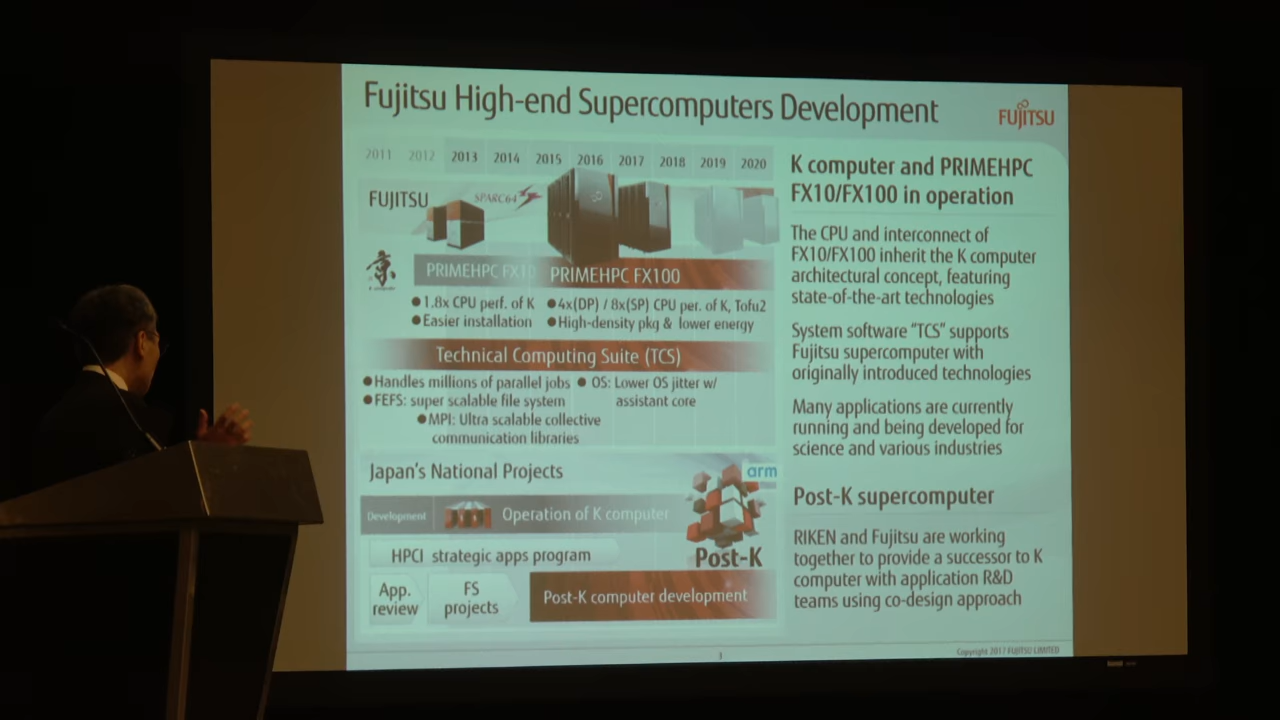 Fujitsu High-end Supercomputers Development
FUJITSU
2011 2012 2013 2014 2015 2016 2017 2018 2019 2020
FUJITSU
SPARC64
京
PRIMEHPC FX10
PRIMEHPC FX100
●1.8x CPU perf. of K
●Easier installation
●4x(DP) / 8x(SP) CPU per. of K, Tofu2
●High-density pkg & lower energy
Technical Computing Suite (TCS)
●Handles millions of parallel jobs
●FEFS: super scalable file system
● OS: Lower OS jitter w/
assistant core
●MPI: Ultra scalable collective
communication libraries
Japan's National Projects
arm
Development
Operation of K computer
HPCI strategic apps program
Post-K
App.
review
FS
projects
Post-K computer development
K computer and PRIMEHPC
FX10/FX100 in operation
The CPU and interconnect of
FX10/FX100 inherit the K computer
architectural concept, featuring
state-of-the-art technologies
System software “TCS” supports
Fujitsu supercomputer with
originally introduced technologies
Many applications are currently
running and being developed for
science and various industries
Post-K supercomputer
RIKEN and Fujitsu are working
together to provide a successor to K
computer with application R&D
teams using co-design approach
Copyright 2017 FUJITSU LIMITED